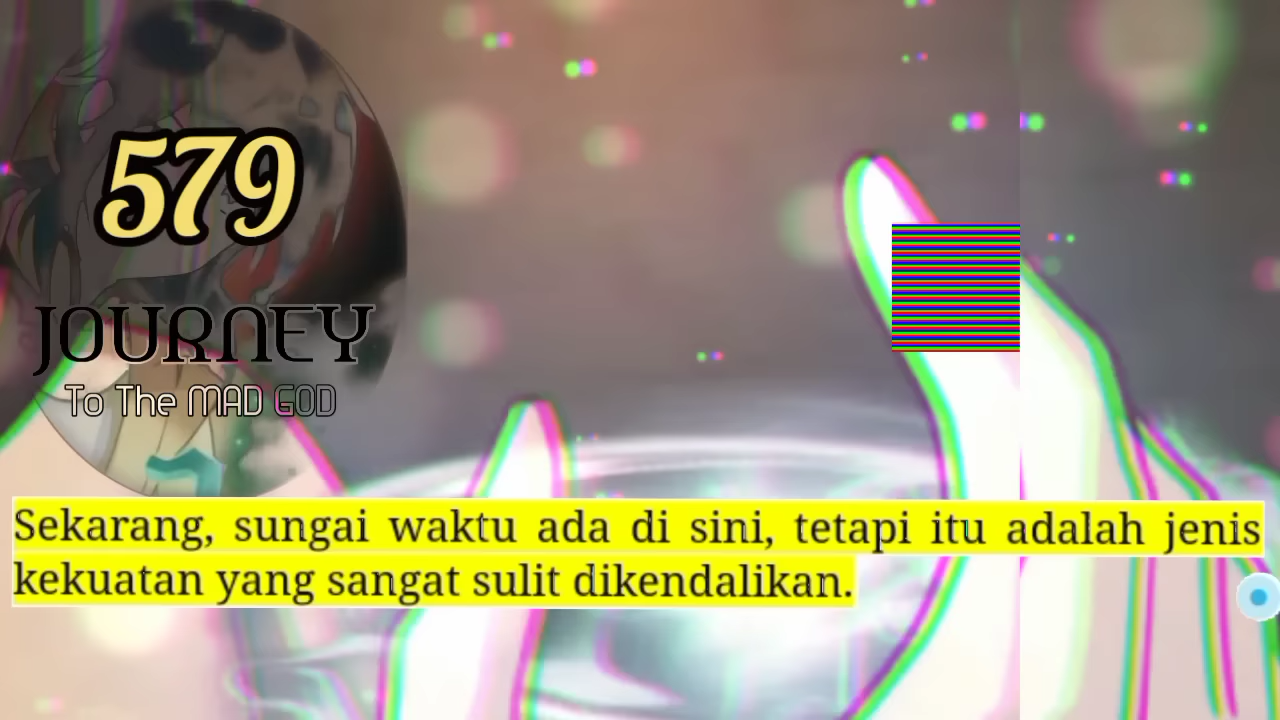 579
JOURNEY
To The MAD GOD
Sekarang, sungai waktu ada di sini, tetapi itu adalah jenis
kekuatan yang sangat sulit dikendalikan.